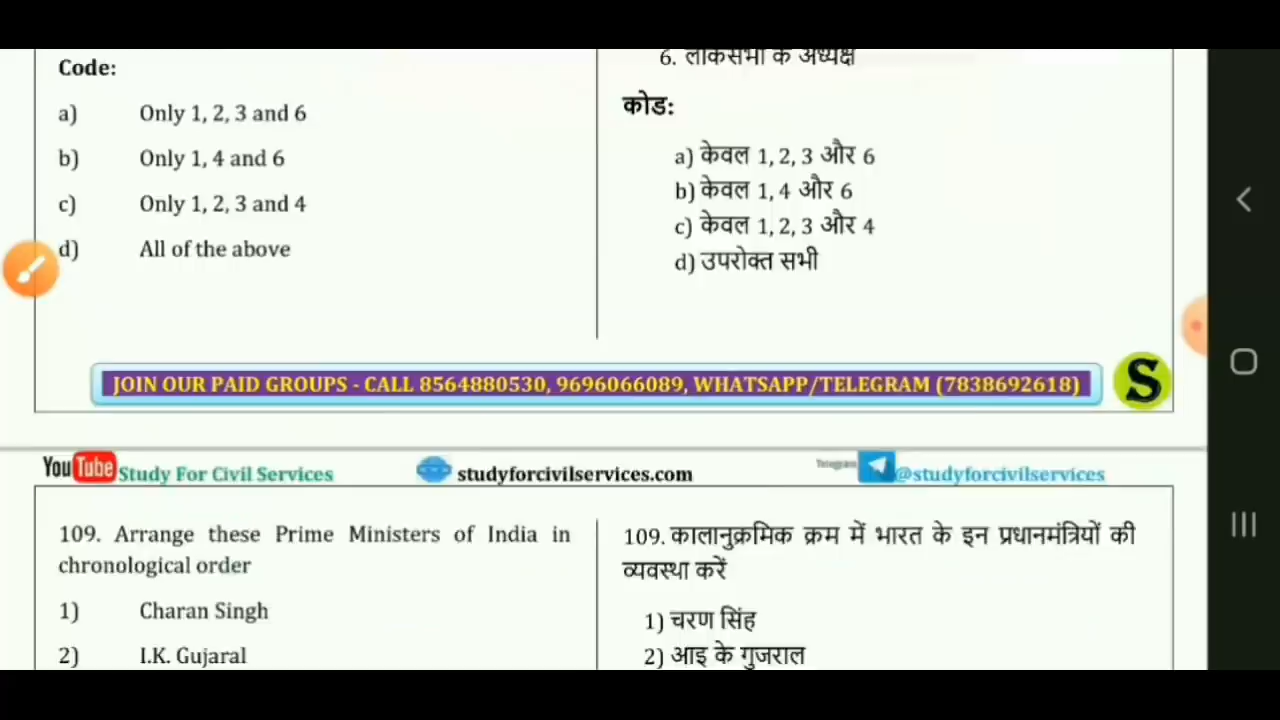 Code:
a) Only 1, 2, 3 and 6
b) Only 1, 4 and 6
c) Only 1, 2, 3 and 4
d) All of the above
6. लोकसभा के अध्यक्ष
कोड:
a) केवल 1, 2, 3 और 6
b) केवल 1, 4 और 6
c) केवल 1, 2, 3 और 4
d) उपरोक्त सभी
JOIN OUR PAID GROUPS - CALL 8564880530, 9696066089, WHATSAPP/TELEGRAM (7838692618)
S
YouTube Study For Civil Services
studyforcivilservices.com
Telegram @studyforcivilservices
109. Arrange these Prime Ministers of India in
chronological order
1) Charan Singh
2) I.K. Gujaral
109. कालानुक्रमिक क्रम में भारत के इन प्रधानमंत्रियों की
व्यवस्था करें
1) चरण सिंह
2) आइ के गुजराल